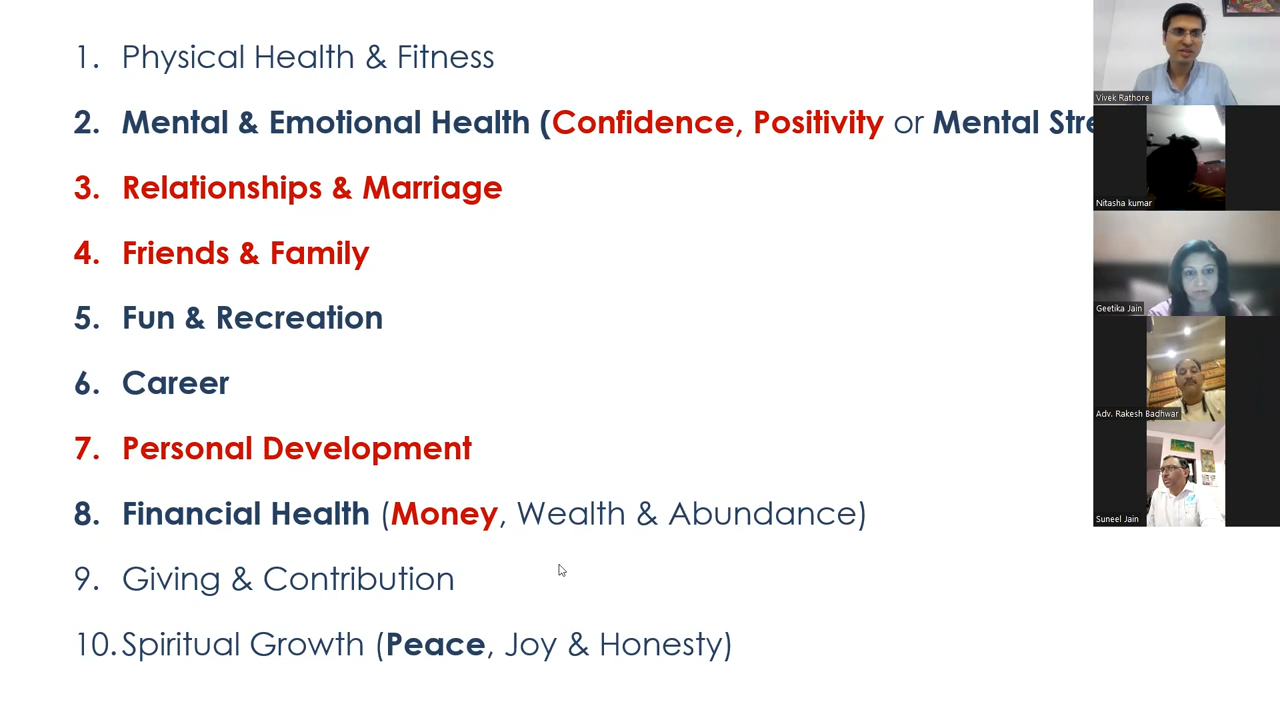 1. Physical Health & Fitness
2. Mental & Emotional Health (Confidence, Positivity or Mental
3. Relationships & Marriage
4. Friends & Family
5. Fun & Recreation
6. Career
7. Personal Development
8. Financial Health (Money, Wealth & Abundance)
9. Giving & Contribution
10. Spiritual Growth (Peace, Joy & Honesty)
Vivek Rathore
Nitasha kumar
Geetika Jain
Adv. Rakesh Badhwar
Suneel Jain